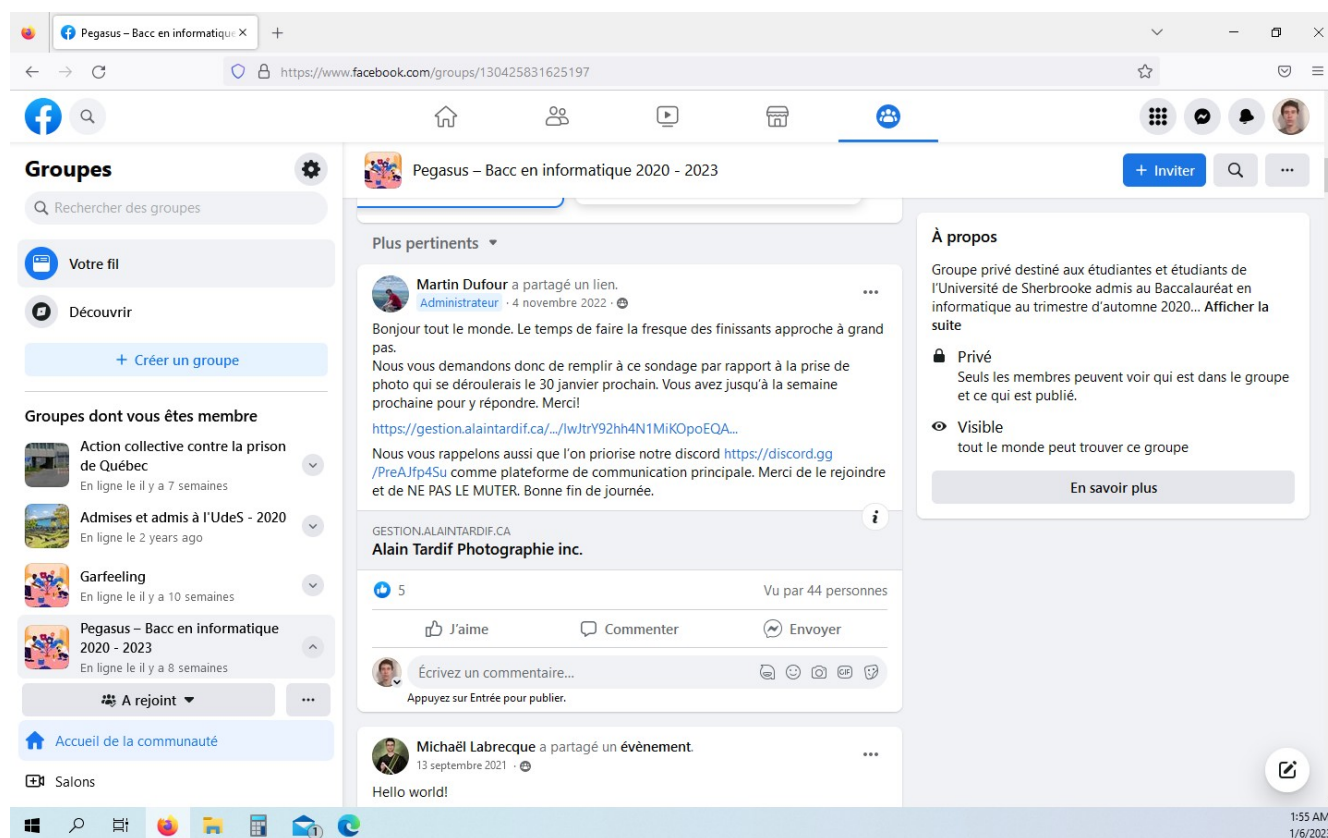 Pegasus – Bacc en informatique
https://www.facebook.com/groups/130425831625197
Groupes
Rechercher des groupes
Votre fil
Découvrir
+ Créer un groupe
Groupes dont vous êtes membre
Action collective contre la prison
de Québec
En ligne le il y a 7 semaines
Admises et admis à l'UdeS - 2020
En ligne le 2 years ago
Garfeeling
En ligne le il y a 10 semaines
Pegasus – Bacc en informatique
2020 - 2023
En ligne le il y a 8 semaines
A rejoint
Accueil de la communauté
Salons
Pegasus – Bacc en informatique 2020 - 2023
+ Inviter
Plus pertinents
Martin Dufour a partagé un lien.
Administrateur · 4 novembre 2022 ·
Bonjour tout le monde. Le temps de faire la fresque des finissants approche à grand
pas.
Nous vous demandons donc de remplir à ce sondage par rapport à la prise de
photo qui se déroulerais le 30 janvier prochain. Vous avez jusqu'à la semaine
prochaine pour y répondre. Merci!
https://gestion.alaintardif.ca/.../lwJtrY92hh4N1MiKOpoEQA...
Nous vous rappelons aussi que l'on priorise notre discord https://discord.gg
/PreAJfp4Su comme plateforme de communication principale. Merci de le rejoindre
et de NE PAS LE MUTER. Bonne fin de journée.
GESTION.ALAINTARDIF.CA
Alain Tardif Photographie inc.
5
Vu par 44 personnes
J'aime
Commenter
Envoyer
Écrivez un commentaire...
GIF
Appuyez sur Entrée pour publier.
Michaël Labrecque a partagé un évènement.
13 septembre 2021 ·
Hello world!
À propos
Groupe privé destiné aux étudiantes et étudiants de
l'Université de Sherbrooke admis au Baccalauréat en
informatique au trimestre d'automne 2020... Afficher la
suite
Privé
Seuls les membres peuvent voir qui est dans le groupe
et ce qui est publié.
Visible
tout le monde peut trouver ce groupe
En savoir plus
1
1:55 AM